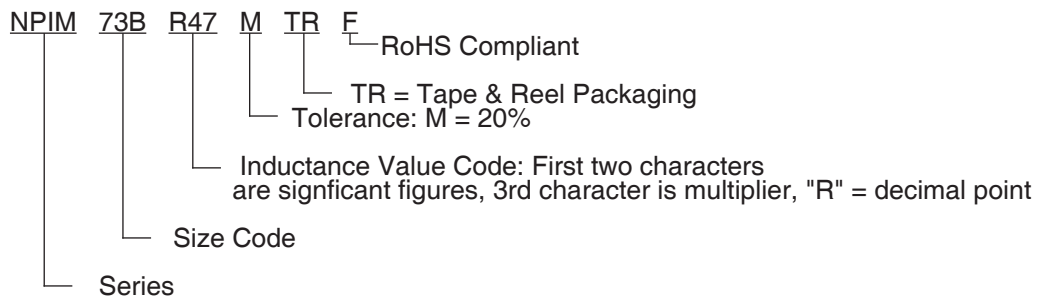 NPIM 73B R47 M TR F
RoHS Compliant
TR = Tape & Reel Packaging
Tolerance: M = 20%
Inductance Value Code: First two characters
are signficant figures, 3rd character is multiplier, "R" = decimal point
Size Code
Series